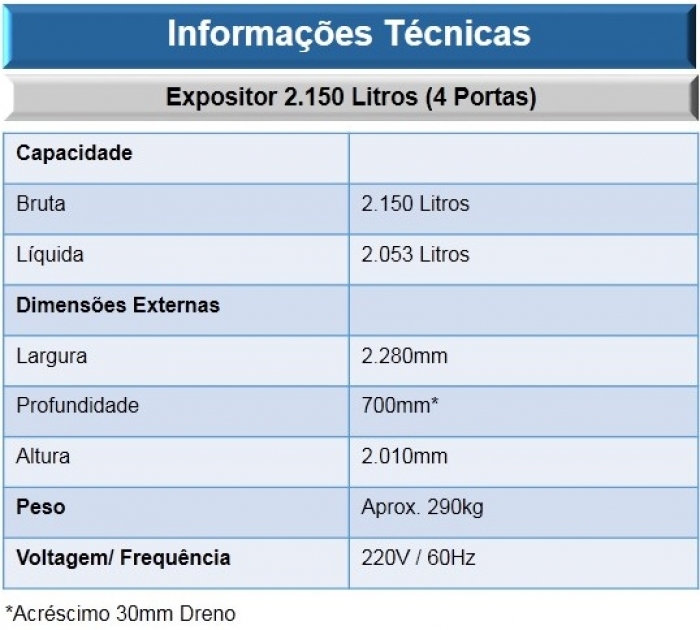 Informações Técnicas
Expositor 2.150 Litros (4 Portas)
Capacidade
Bruta 2.150 Litros
Líquida 2.053 Litros
Dimensões Externas
Largura 2.280mm
Profundidade 700mm*
Altura 2.010mm
Peso Aprox. 290kg
Voltagem/ Frequência 220V / 60Hz
*Acréscimo 30mm Dreno